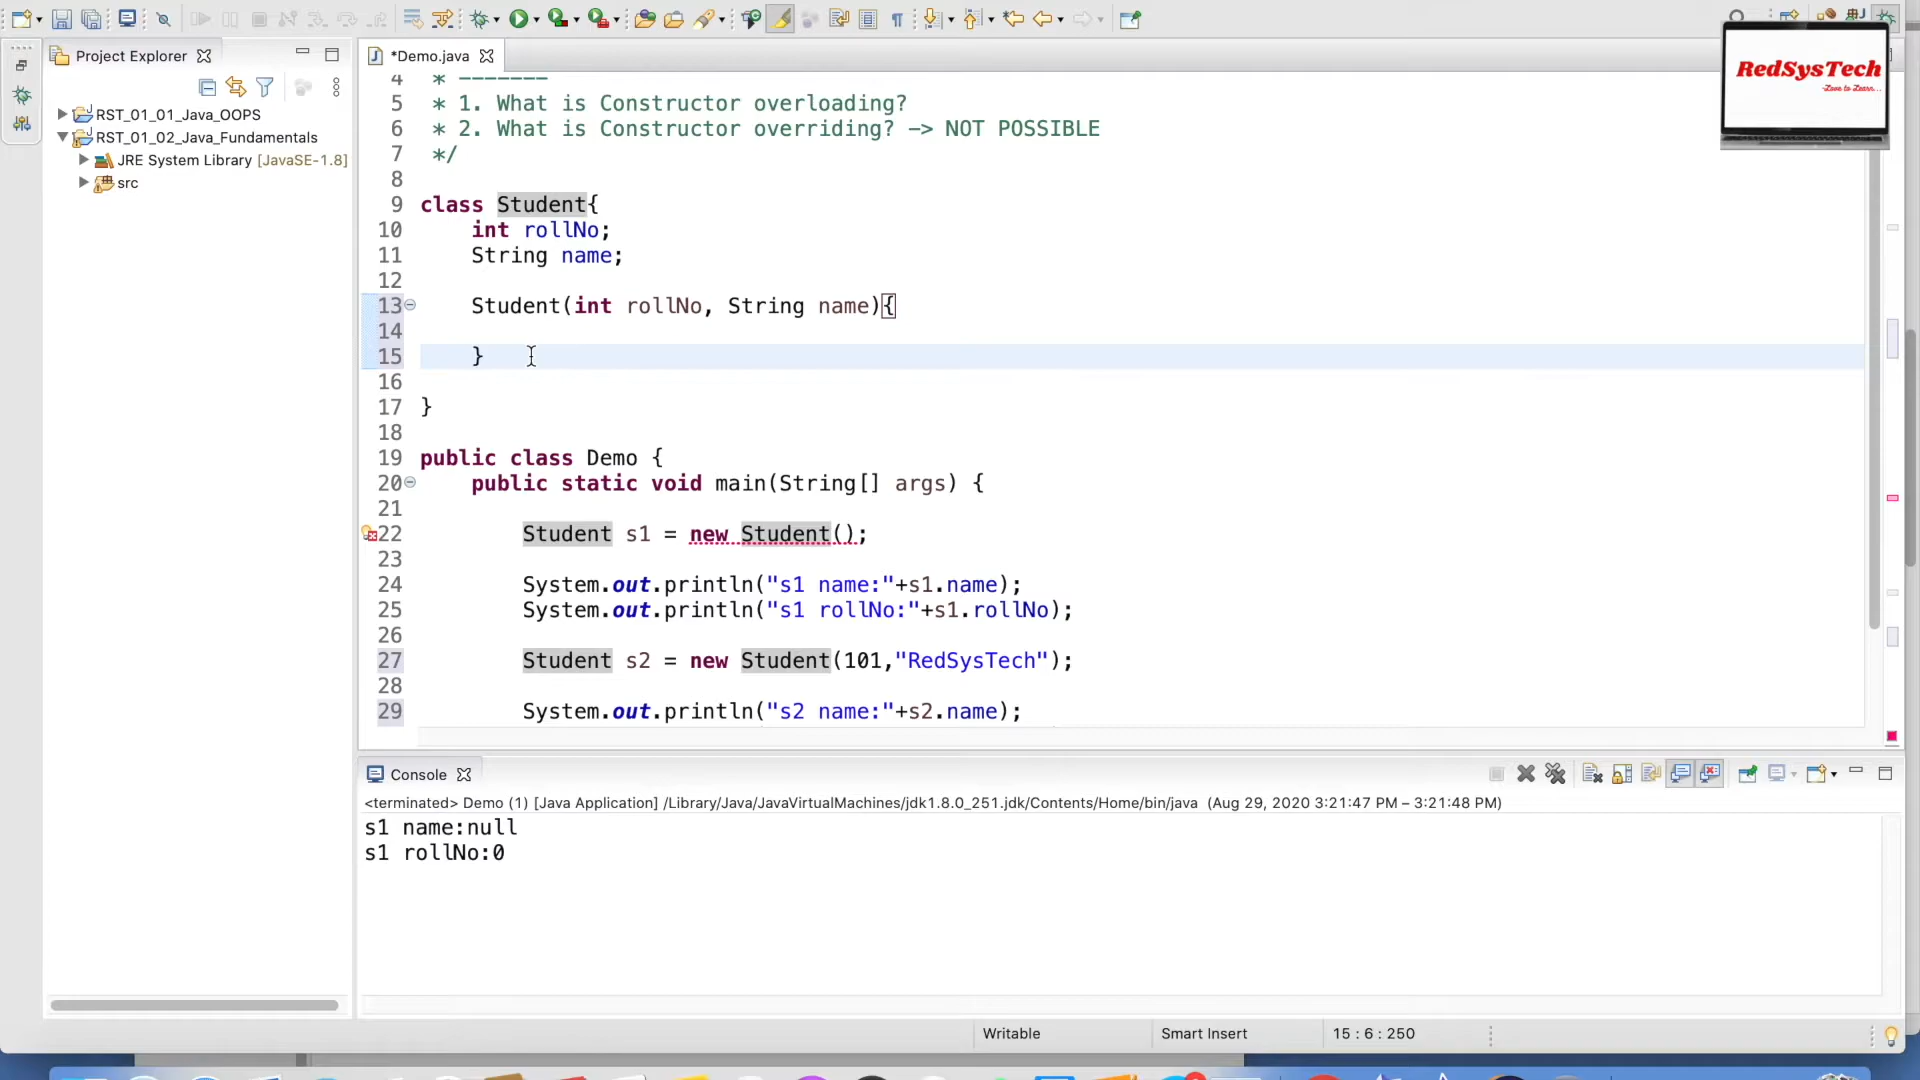 Project Explorer
*Demo.java
RedSysTech
-Love to Learn...
RST_01_01_Java_OOPS
RST_01_02_Java_Fundamentals
JRE System Library [JavaSE-1.8]
src
4 * -------
5 * 1. What is Constructor overloading?
6 * 2. What is Constructor overriding? -> NOT POSSIBLE
7 */
8
9 class Student{
10 int rollNo;
11 String name;
12
13 Student(int rollNo, String name){
14
15 }
16
17 }
18
19 public class Demo {
20 public static void main(String[] args) {
21
22 Student s1 = new Student();
23
24 System.out.println("s1 name:"+s1.name);
25 System.out.println("s1 rollNo:"+s1.rollNo);
26
27 Student s2 = new Student(101,"RedSysTech");
28
29 System.out.println("s2 name:"+s2.name);
Console
<terminated> Demo (1) [Java Application] /Library/Java/JavaVirtualMachines/jdk1.8.0_251.jdk/Contents/Home/bin/java (Aug 29, 2020 3:21:47 PM – 3:21:48 PM)
s1 name:null
s1 rollNo:0
Writable
Smart Insert
15 : 6 : 250